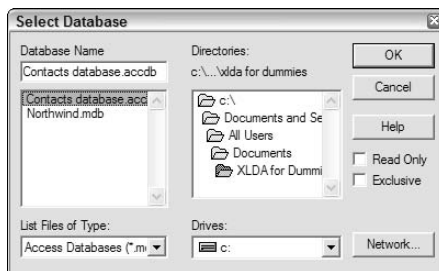 Select Database
Database Name
Contacts database.accdb
Contacts database.acc
Northwind.mdb
List Files of Type:
Access Databases (*.m
Directories:
c:\...\xlda for dummies
c:\
Documents and Se
All Users
Documents
XLDA for Dummi
Drives:
c:
OK
Cancel
Help
Read Only
Exclusive
Network...